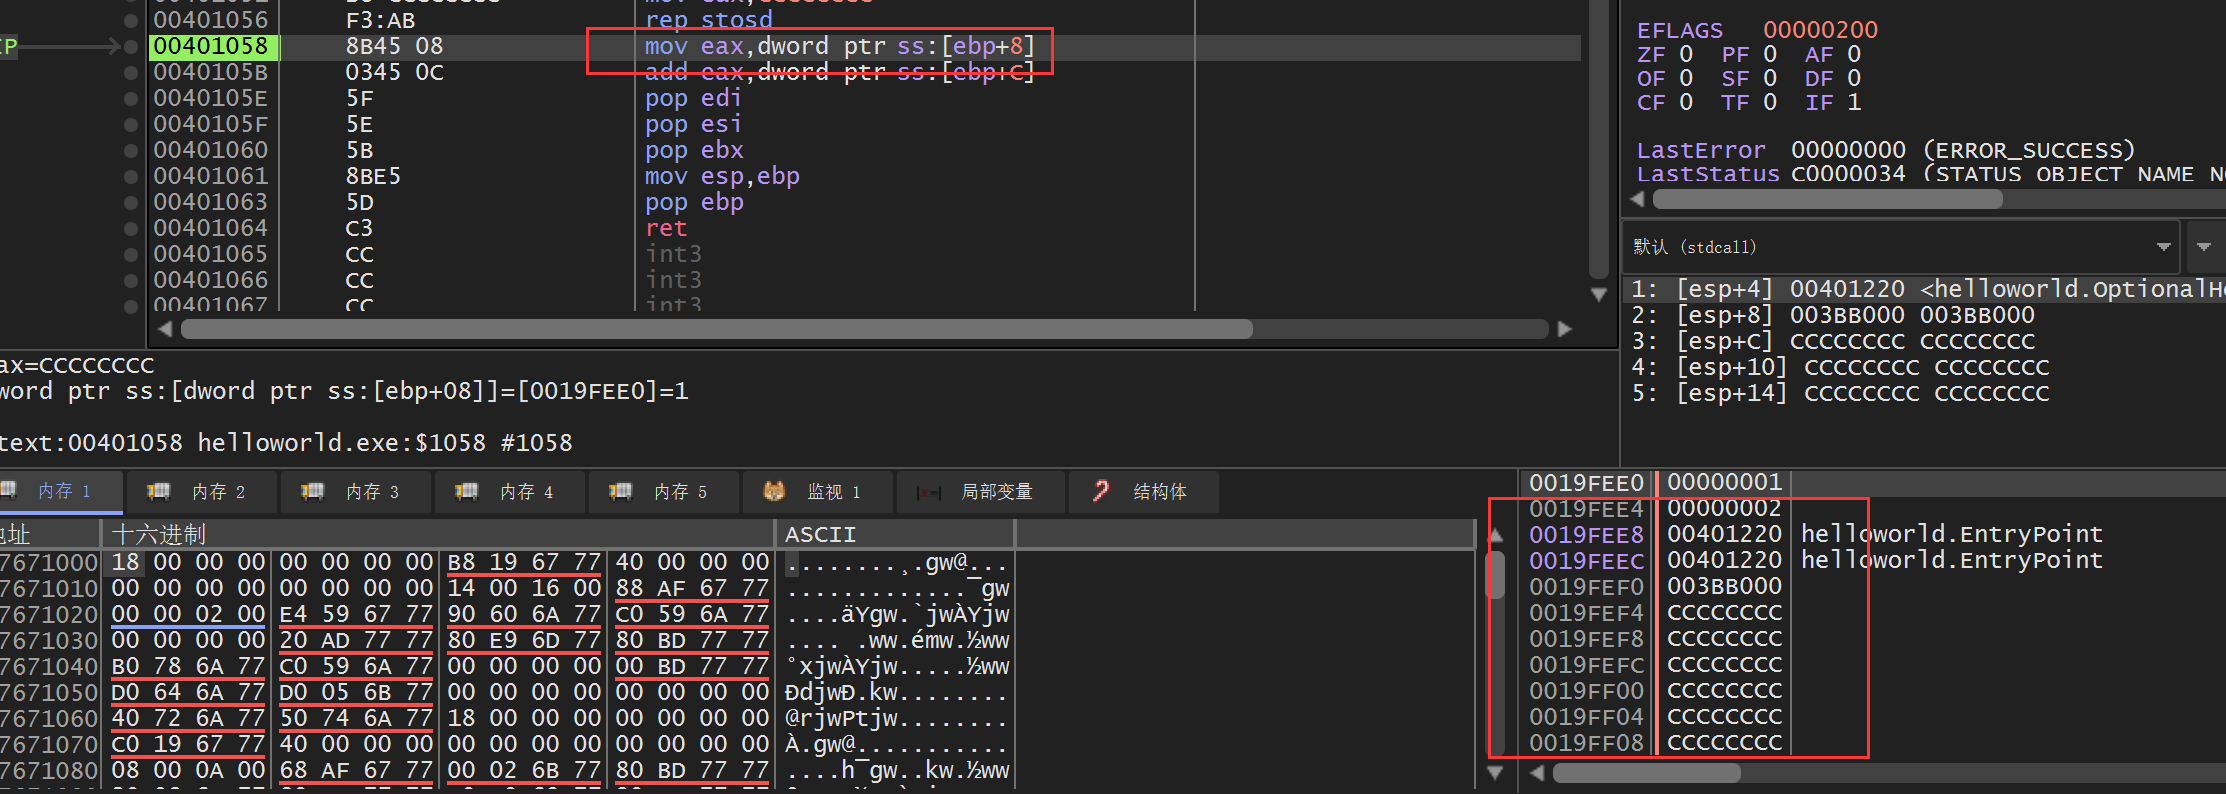 00401056 F3:AB rep stosd
00401058 8B45 08 mov eax,dword ptr ss:[ebp+8]
0040105B 0345 0C add eax,dword ptr ss:[ebp+C]
0040105E 5F pop edi
0040105F 5E pop esi
00401060 5B pop ebx
00401061 8BE5 mov esp,ebp
00401063 5D pop ebp
00401064 C3 ret
00401065 CC int3
00401066 CC int3
00401067 CC int3
EFLAGS 00000200
ZF 0 PF 0 AF 0
OF 0 SF 0 DF 0
CF 0 TF 0 IF 1
LastError 00000000 (ERROR_SUCCESS)
LastStatus C0000034 (STATUS_OBJECT_NAME_NO
默认 (stdcall)
1: [esp+4] 00401220 <helloworld.OptionalHe
2: [esp+8] 003BB000 003BB000
3: [esp+C] CCCCCCCC CCCCCCCC
4: [esp+10] CCCCCCCC CCCCCCCC
5: [esp+14] CCCCCCCC CCCCCCCC
ax=CCCCCCCC
word ptr ss:[dword ptr ss:[ebp+08]]=[0019FEE0]=1
text:00401058 helloworld.exe:$1058 #1058
内存 1 内存 2 内存 3 内存 4 内存 5 监视 1 局部变量 结构体
地址 十六进制 ASCII
7671000 18 00 00 00 00 00 00 00 B8 19 67 77 40 00 00 00 ........¸.gw@...
7671010 00 00 00 00 00 00 00 00 14 00 16 00 88 AF 67 77 .............¯gw
7671020 00 00 02 00 E4 59 67 77 90 60 6A 77 C0 59 6A 77 ....äYgw.`jwÀYjw
7671030 00 00 00 00 20 AD 77 77 80 E9 6D 77 80 BD 77 77 .... .ww.émw.½ww
7671040 B0 78 6A 77 C0 59 6A 77 00 00 00 00 00 BD 77 77 °xjwÀYjw.....½ww
7671050 D0 64 6A 77 D0 05 6B 77 00 00 00 00 00 00 00 00 ÐdjwÐ.kw........
7671060 40 72 6A 77 50 74 6A 77 18 00 00 00 00 00 00 00 @rjwPtjw........
7671070 C0 19 67 77 40 00 00 00 00 00 00 00 00 00 00 00 À.gw@...........
7671080 08 00 0A 00 68 AF 67 77 00 02 6B 77 80 BD 77 77 ....h¯gw..kw.½ww
0019FEE0 00000001
0019FEE4 00000002
0019FEE8 00401220 helloworld.EntryPoint
0019FEEC 00401220 helloworld.EntryPoint
0019FEF0 003BB000
0019FEF4 CCCCCCCC
0019FEF8 CCCCCCCC
0019FEFC CCCCCCCC
0019FF00 CCCCCCCC
0019FF04 CCCCCCCC
0019FF08 CCCCCCCC